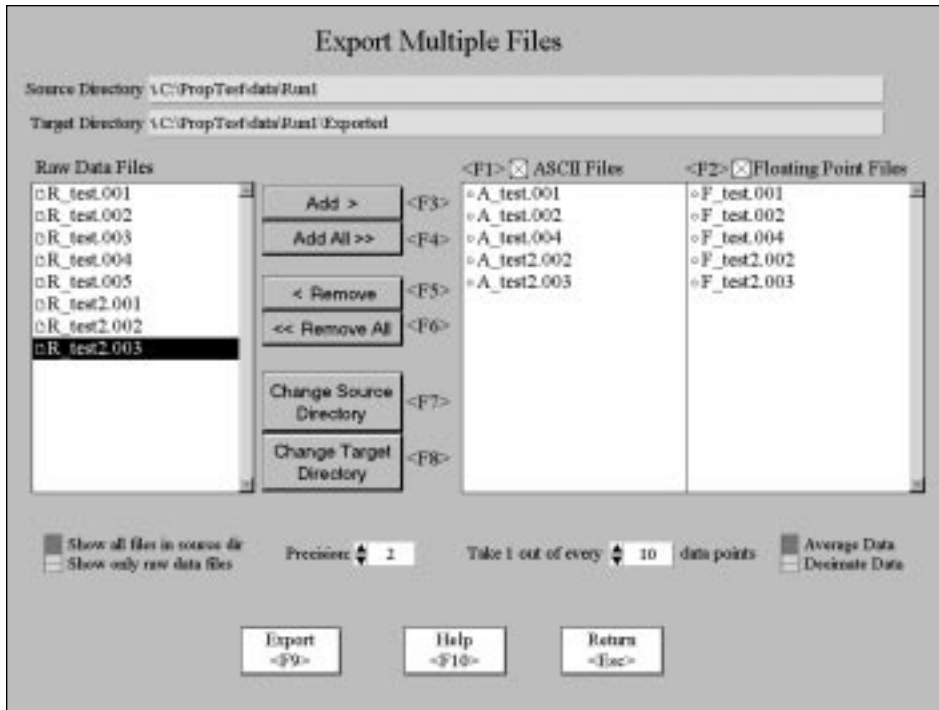 Export Multiple Files
Source Directory C:\PropTest\data\Run1
Target Directory C:\PropTest\data\Run1\Exported
Raw Data Files
R_test.001
R_test.002
R_test.003
R_test.004
R_test.005
R_test2.001
R_test2.002
R_test2.003
Add > <F3>
Add All >> <F4>
< Remove <F5>
<< Remove All <F6>
Change Source
Directory
<F7>
Change Target
Directory
<F8>
<F1> ASCII Files
A_test.001
A_test.002
A_test.004
A_test2.002
A_test2.003
<F2> Floating Point Files
F_test.001
F_test.002
F_test.004
F_test2.002
F_test2.003
Show all files in source dir
Show only raw data files
Precision: 2
Take 1 out of every 10 data points
Average Data
Decimate Data
Export
<F9>
Help
<F10>
Return
<Esc>